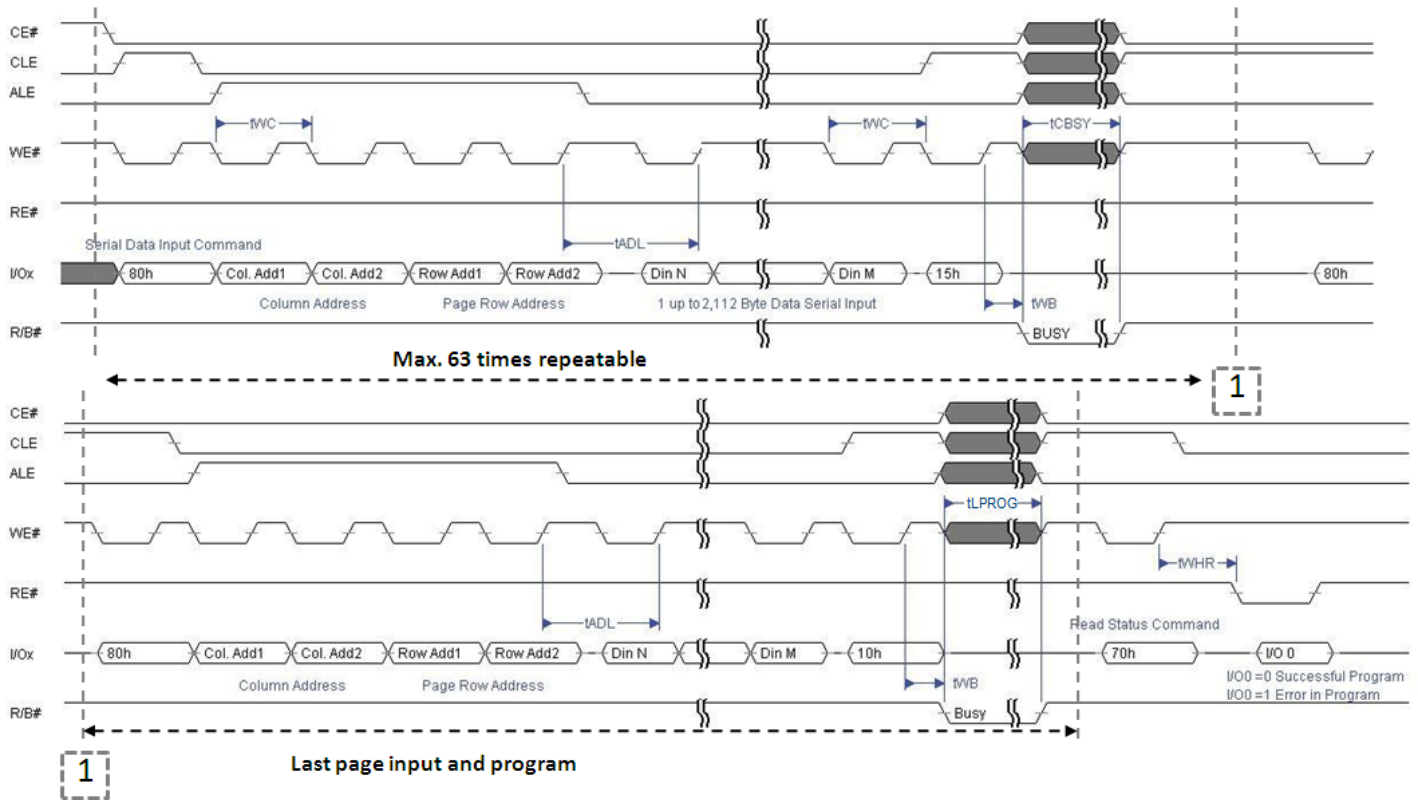 CE#
CLE
ALE
tWC tWC tCBSY
WE#
RE#
Serial Data Input Command tADL
I/Ox 80h Col. Add1 Col. Add2 Row Add1 Row Add2 Din N Din M 15h 80h
Column Address Page Row Address 1 up to 2,112 Byte Data Serial Input tWB
R/B# BUSY
Max. 63 times repeatable
1
CE#
CLE
ALE
tLPROG
WE#
tWHR
RE#
tADL Read Status Command
I/Ox 80h Col. Add1 Col. Add2 Row Add1 Row Add2 Din N Din M 10h 70h I/O 0
Column Address Page Row Address tWB I/O0 =0 Successful Program
I/O0 =1 Error in Program
R/B# Busy
Last page input and program
1